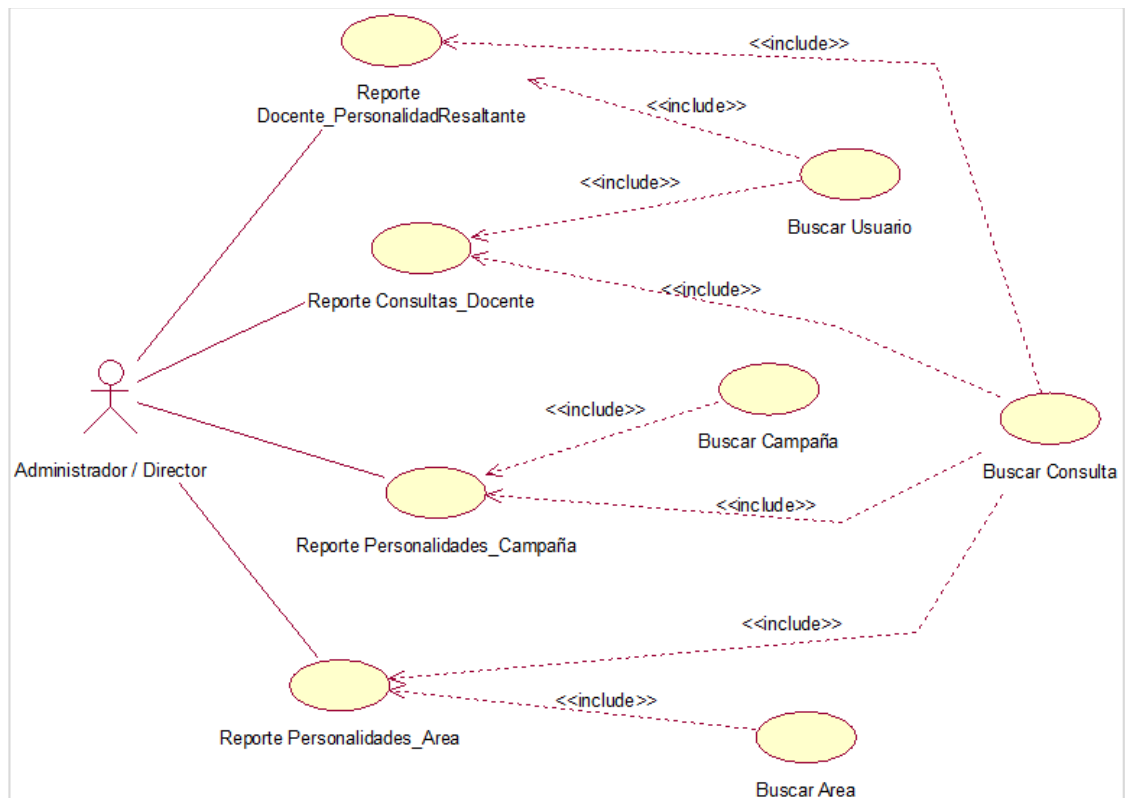 <<include>>
Reporte
Docente_PersonalidadResaltante
<<include>>
<<include>>
Buscar Usuario
Reporte Consultas_Docente
<<include>>
<<include>>
Buscar Campaña
Administrador / Director
Buscar Consulta
<<include>>
Reporte Personalidades_Campaña
<<include>>
<<include>>
Reporte Personalidades_Area
Buscar Area